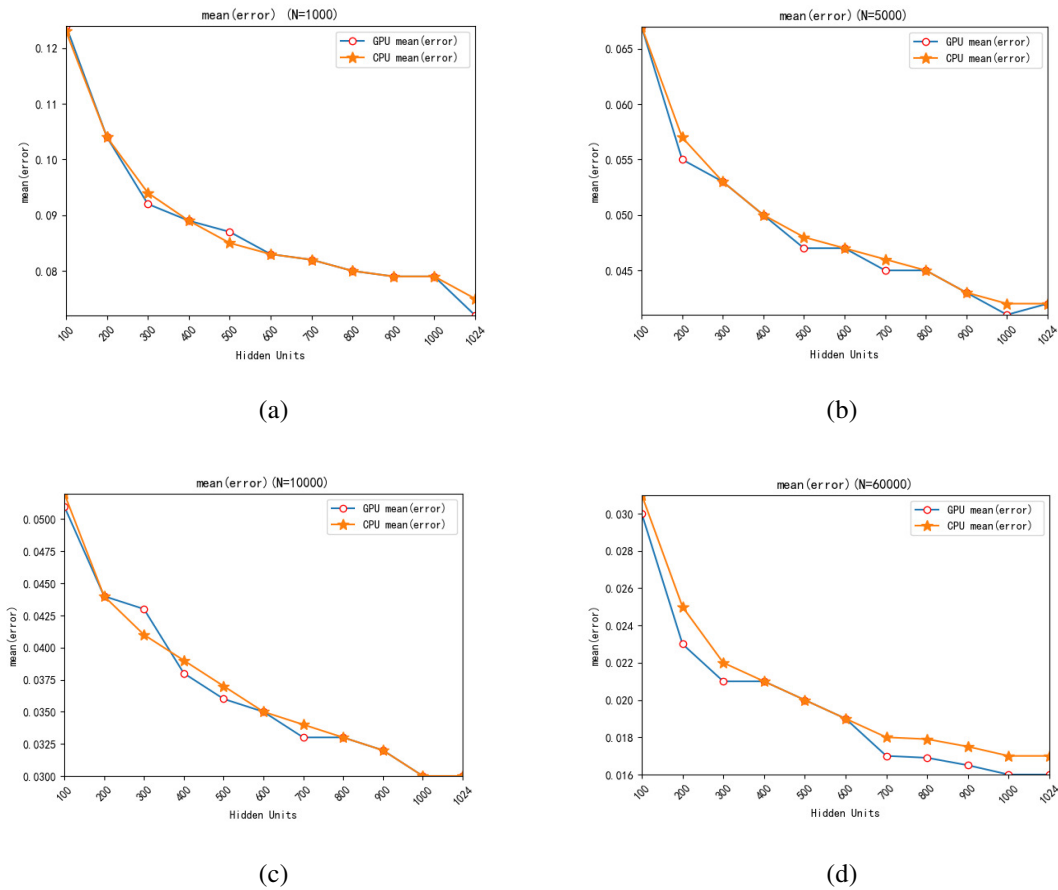 mean(error) (N=1000)
GPU mean(error)
CPU mean(error)
mean(error)
0.12
0.11
0.10
0.09
0.08
100 200 300 400 500 600 700 800 900 1000 1024
Hidden Units
(a)
mean(error)(N=5000)
GPU mean(error)
CPU mean(error)
mean(error)
0.065
0.060
0.055
0.050
0.045
100 200 300 400 500 600 700 800 900 1000 1024
Hidden Units
(b)
mean(error)(N=10000)
GPU mean(error)
CPU mean(error)
mean(error)
0.0500
0.0475
0.0450
0.0425
0.0400
0.0375
0.0350
0.0325
0.0300
100 200 300 400 500 600 700 800 900 1000 1024
Hidden Units
(c)
mean(error)(N=60000)
GPU mean(error)
CPU mean(error)
mean(error)
0.030
0.028
0.026
0.024
0.022
0.020
0.018
0.016
100 200 300 400 500 600 700 800 900 1000 1024
Hidden Units
(d)